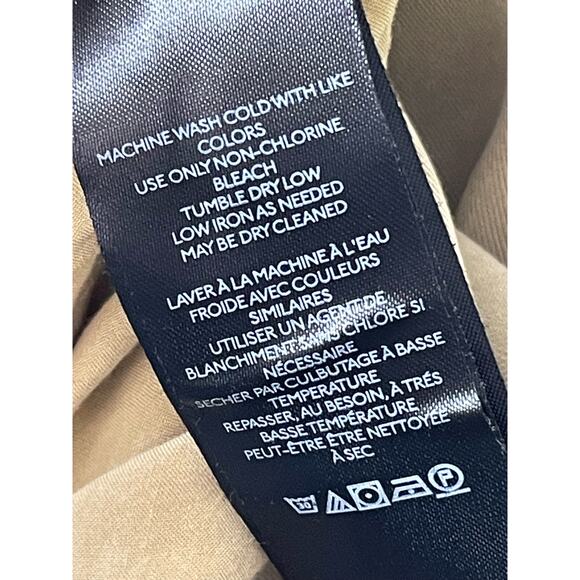 MACHINE WASH COLD WITH LIKE
COLORS
USE ONLY NON-CHLORINE
BLEACH
TUMBLE DRY LOW
LOW IRON AS NEEDED
MAY BE DRY CLEANED
LAVER À LA MACHINE À L'EAU
FROIDE AVEC COULEURS
SIMILAIRES
UTILISER UN AGENT DE
BLANCHIMENT SANS CHLORE SI
NÉCESSAIRE
SECHER PAR CULBUTAGE À BASSE
TEMPERATURE
REPASSER, AU BESOIN, À TRÉS
BASSE TEMPÉRATURE,
PEUT-ÊTRE ÊTRE NETTOYÉE
À SEC
30 P